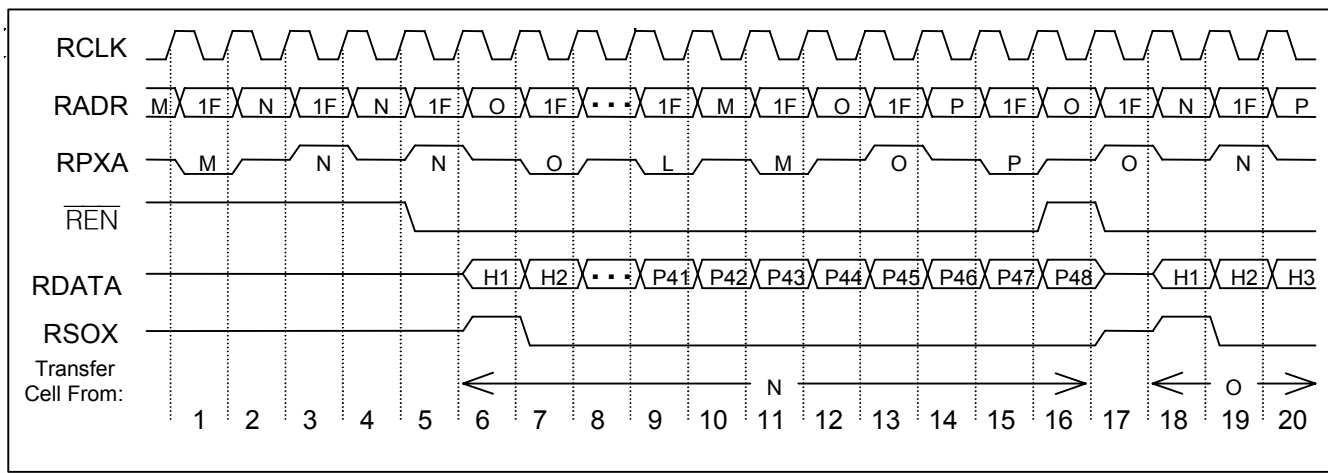 RCLK
RADR M 1F N 1F N 1F O 1F ... 1F M 1F O 1F P 1F O 1F N 1F P
RPXA M N N O L M O P O N
REN
RDATA H1 H2 ... P41 P42 P43 P44 P45 P46 P47 P48 H1 H2 H3
RSOX
Transfer
Cell From: N O
1 2 3 4 5 6 7 8 9 10 11 12 13 14 15 16 17 18 19 20